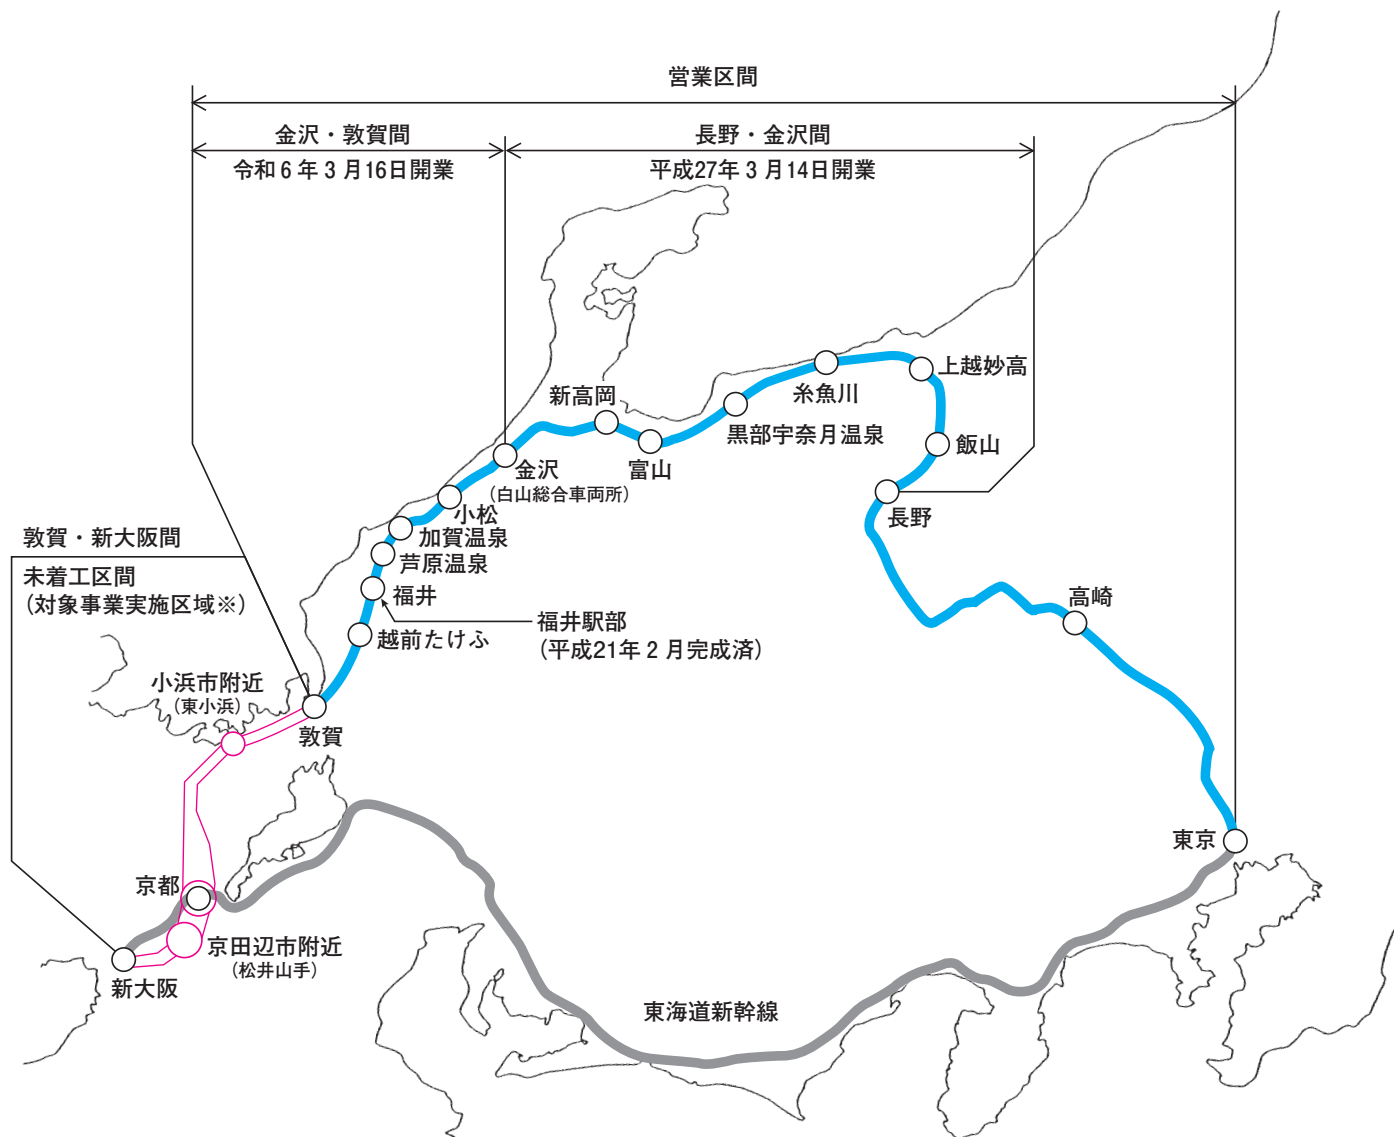 営業区間
金沢・敦賀間
令和6年3月16日開業
長野・金沢間
平成27年3月14日開業
上越妙高
糸魚川
新高岡
黒部宇奈月温泉
飯山
富山
金沢
(白山総合車両所)
長野
小松
加賀温泉
芦原温泉
敦賀・新大阪間
未着工区間
(対象事業実施区域※)
福井
福井駅部
(平成21年2月完成済)
越前たけふ
高崎
小浜市附近
(東小浜)
敦賀
東京
京都
京田辺市附近
(松井山手)
新大阪
東海道新幹線